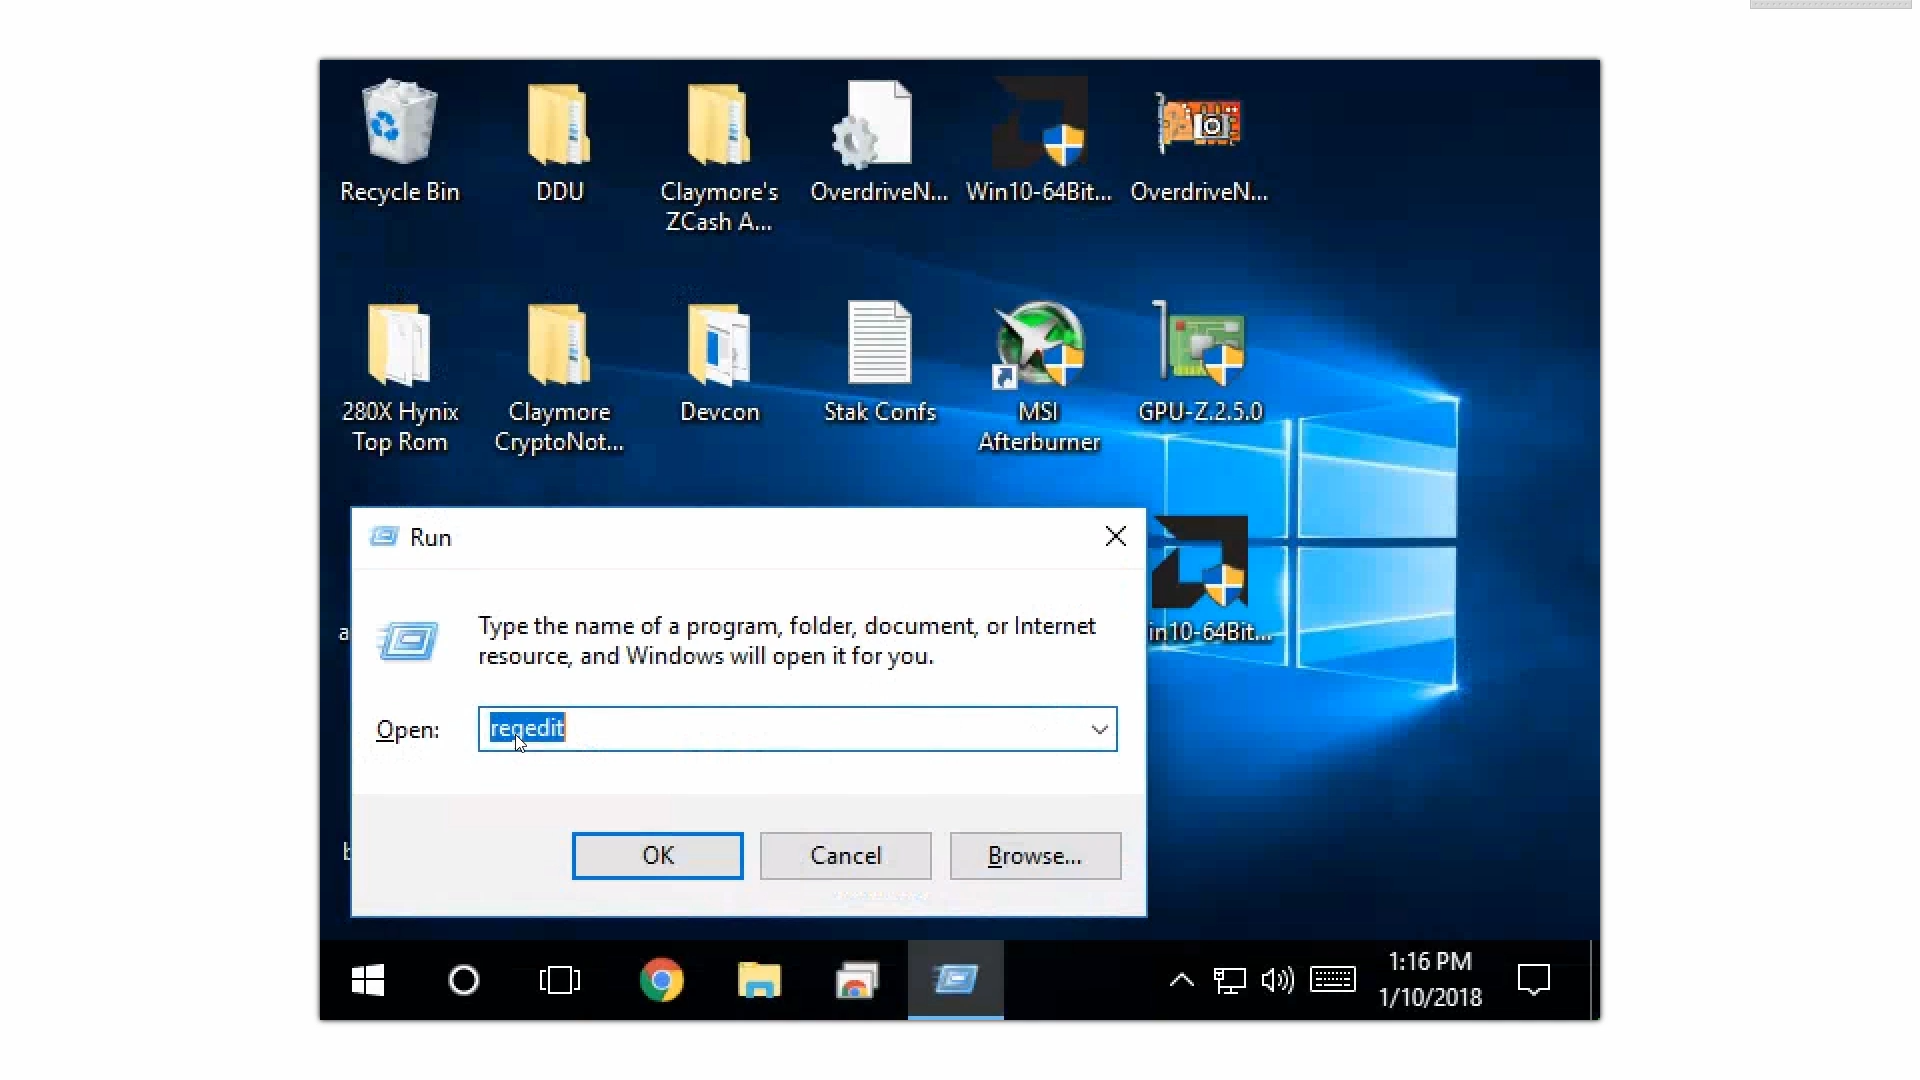 Recycle Bin
DDU
Claymore's
ZCash A...
OverdriveN...
Win10-64Bit...
OverdriveN...
280X Hynix
Top Rom
Claymore
CryptoNot...
Devcon
Stak Confs
MSI
Afterburner
GPU-Z.2.5.0
in10-64Bit...
Run
Type the name of a program, folder, document, or Internet
resource, and Windows will open it for you.
Open:
regedit
OK
Cancel
Browse...
1:16 PM
1/10/2018